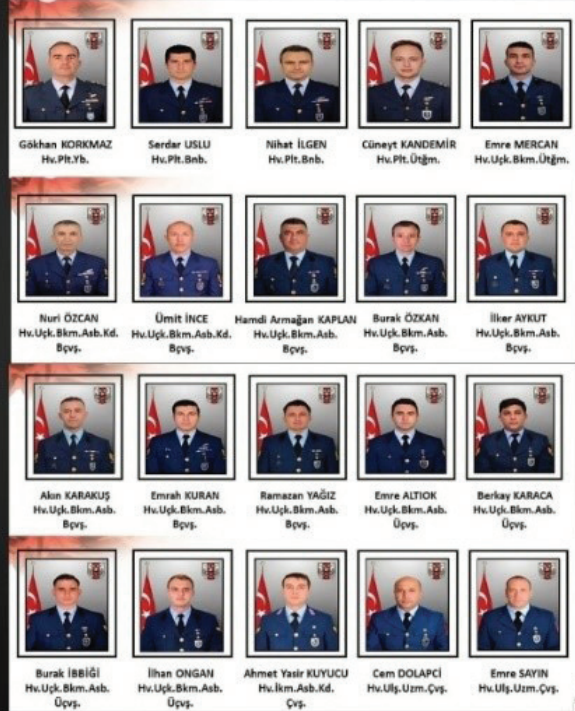 Gökhan KORKMAZ
Hv.Plt.Yb.
Serdar USLU
Hv.Plt.Bnb.
Nihat İLGEN
Hv.Plt.Bnb.
Cüneyt KANDEMİR
Hv.Plt.Ütğm.
Emre MERCAN
Hv.Uçk.Bkm.Ütğm.
Nuri ÖZCAN
Hv.Uçk.Bkm.Asb.Kd.
Bçvş.
Ümit İNCE
Hv.Uçk.Bkm.Asb.Kd.
Bçvş.
Hamdi Armağan KAPLAN
Hv.Uçk.Bkm.Asb.
Bçvş.
Burak ÖZKAN
Hv.Uçk.Bkm.Asb.
Bçvş.
İlker AYKUT
Hv.Uçk.Bkm.Asb.
Bçvş.
Akın KARAKUŞ
Hv.Uçk.Bkm.Asb.
Bçvş.
Emrah KURAN
Hv.Uçk.Bkm.Asb.
Bçvş.
Ramazan YAĞIZ
Hv.Uçk.Bkm.Asb.
Bçvş.
Emre ALTIOK
Hv.Uçk.Bkm.Asb.
Üçvş.
Berkay KARACA
Hv.Uçk.Bkm.Asb.
Üçvş.
Burak İBBİĞİ
Hv.Uçk.Bkm.Asb.
Üçvş.
İlhan ONGAN
Hv.Uçk.Bkm.Asb.
Üçvş.
Ahmet Yasir KUYUCU
Hv.İkm.Asb.Kd.
Çvş.
Cem DOLAPCİ
Hv.Ulş.Uzm.Çvş.
Emre SAYIN
Hv.Ulş.Uzm.Çvş.